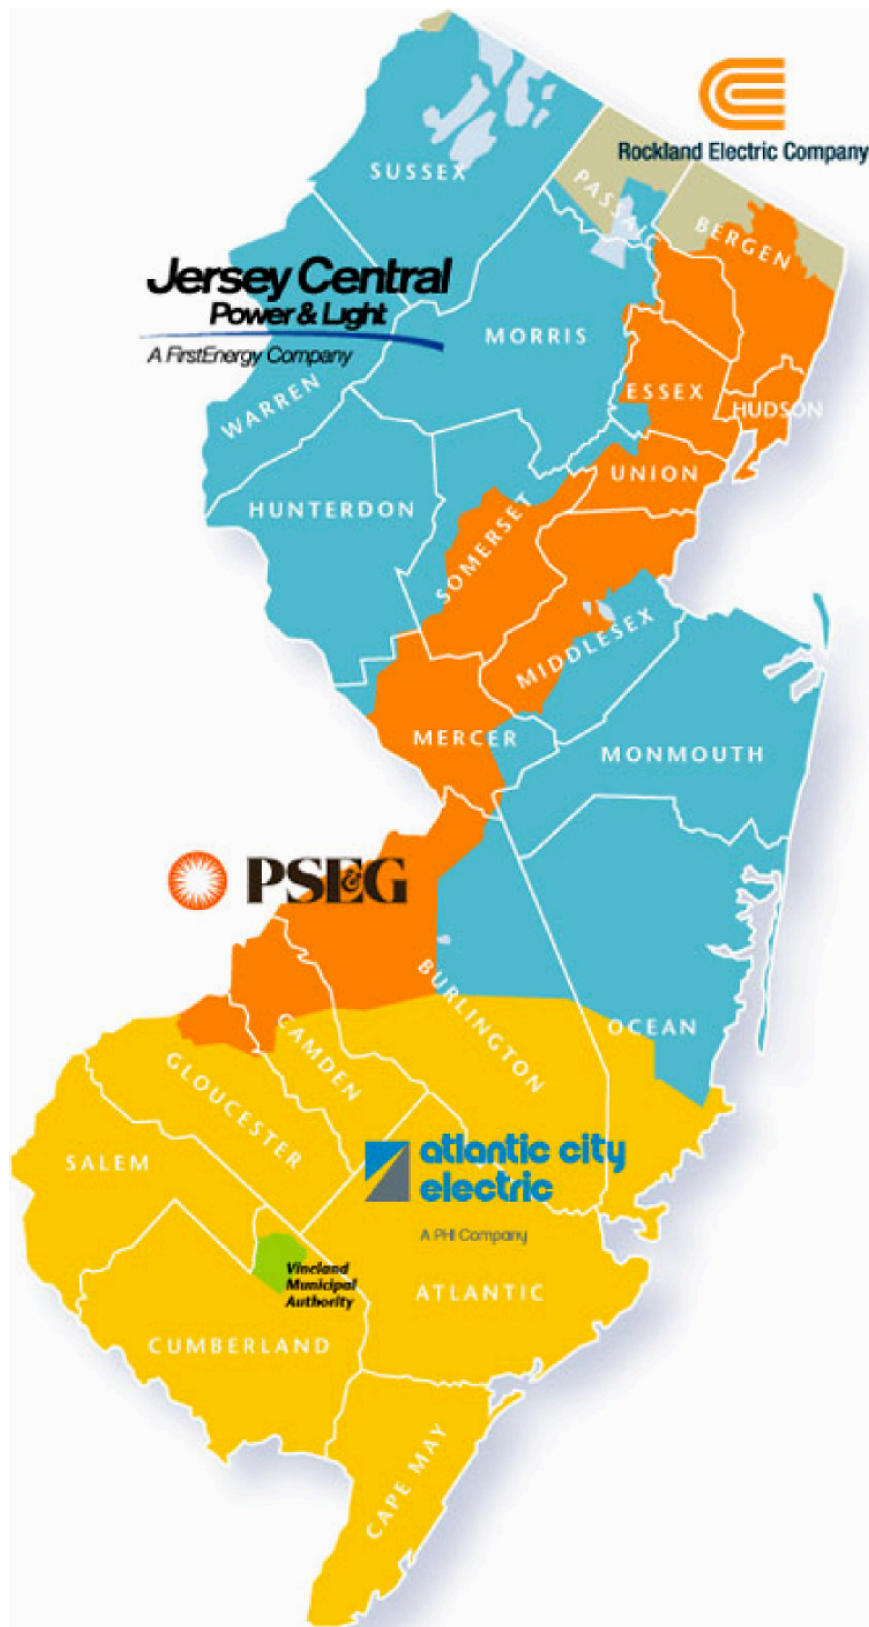 Rockland Electric Company
SUSSEX
PASSAIC
BERGEN
Jersey Central
Power & Light
A FirstEnergy Company
MORRIS
WARREN
ESSEX
HUDSON
UNION
HUNTERDON
SOMERSET
MIDDLESEX
MERCER
MONMOUTH
PSE&G
BURLINGTON
OCEAN
CAMDEN
GLOUCESTER
SALEM
atlantic city
electric
A PHI Company
Vineland
Municipal
Authority
ATLANTIC
CUMBERLAND
CAPE MAY